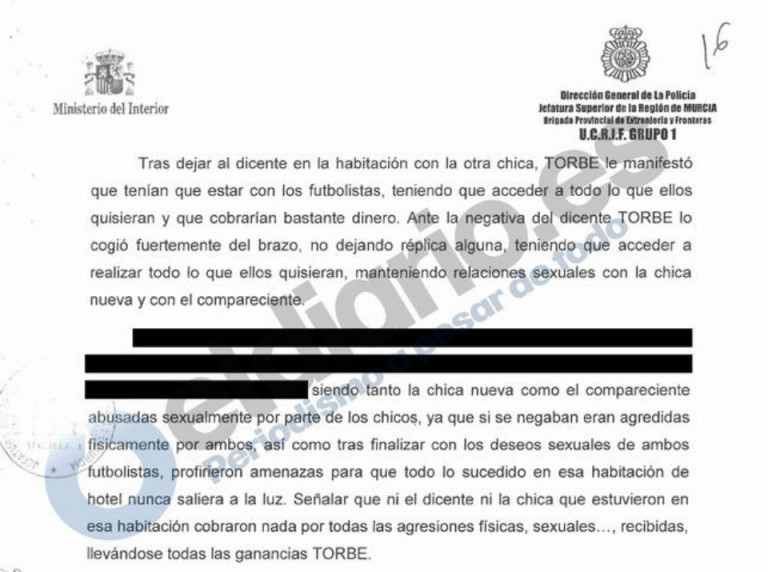 16
Ministerio del Interior
Dirección General de La Policía
Jefatura Superior de la Región de MURCIA
Brigada Provincial de Extranjería y Fronteras
U.C.R.I.F. GRUPO 1
Tras dejar al dicente en la habitación con la otra chica, TORBE le manifestó
que tenían que estar con los futbolistas, teniendo que acceder a todo lo que ellos
quisieran y que cobrarían bastante dinero. Ante la negativa del dicente TORBE lo
cogió fuertemente del brazo, no dejando réplica alguna, teniendo que acceder a
realizar todo lo que ellos quisieran, manteniendo relaciones sexuales con la chica
nueva y con el compareciente.
siendo tanto la chica nueva como el compareciente
abusadas sexualmente por parte de los chicos, ya que si se negaban eran agredidas
físicamente por ambos, así como tras finalizar con los deseos sexuales de ambos
futbolistas, profirieron amenazas para que todo lo sucedido en esa habitación de
hotel nunca saliera a la luz. Señalar que ni el dicente ni la chica que estuvieron en
esa habitación cobraron nada por todas las agresiones físicas, sexuales..., recibidas,
llevándose todas las ganancias TORBE.
eldiario.es
Periodismo a pesar de todo